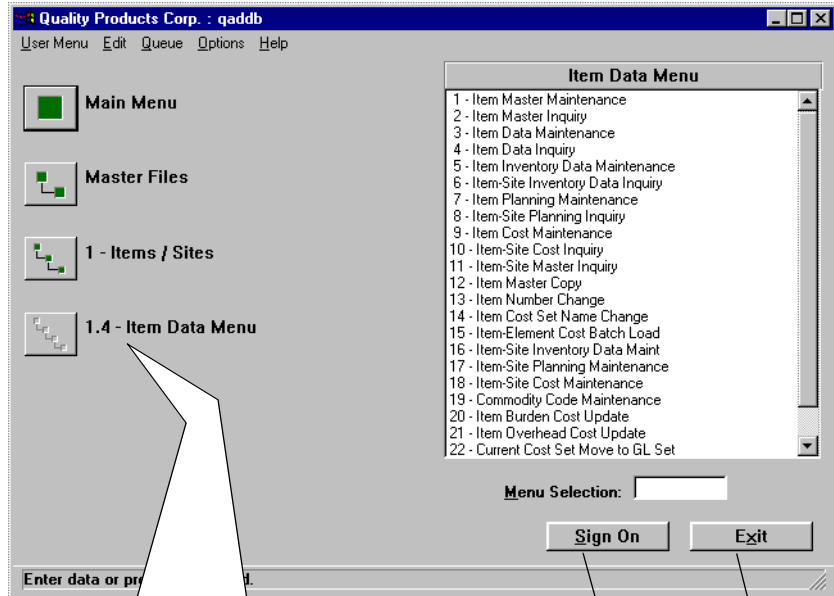 Quality Products Corp. : qaddb
User Menu Edit Queue Options Help
Main Menu
Master Files
1 - Items / Sites
1.4 - Item Data Menu
Item Data Menu
1 - Item Master Maintenance
2 - Item Master Inquiry
3 - Item Data Maintenance
4 - Item Data Inquiry
5 - Item Inventory Data Maintenance
6 - Item-Site Inventory Data Inquiry
7 - Item Planning Maintenance
8 - Item-Site Planning Inquiry
9 - Item Cost Maintenance
10 - Item-Site Cost Inquiry
11 - Item-Site Master Inquiry
12 - Item Master Copy
13 - Item Number Change
14 - Item Cost Set Name Change
15 - Item-Element Cost Batch Load
16 - Item-Site Inventory Data Maint
17 - Item-Site Planning Maintenance
18 - Item-Site Cost Maintenance
19 - Commodity Code Maintenance
20 - Item Burden Cost Update
21 - Item Overhead Cost Update
22 - Current Cost Set Move to GL Set
Menu Selection:
Sign On Exit
Enter data or